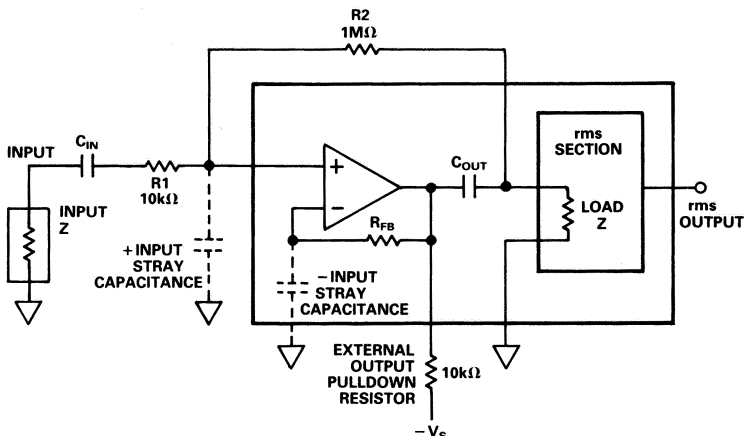 R2
1MΩ
INPUT
C_IN
R1
10kΩ
INPUT
Z
+INPUT
STRAY
CAPACITANCE
+
−
R_FB
C_OUT
−INPUT
STRAY
CAPACITANCE
rms
SECTION
LOAD
Z
rms
OUTPUT
EXTERNAL
OUTPUT
PULLDOWN
RESISTOR
10kΩ
−V_S